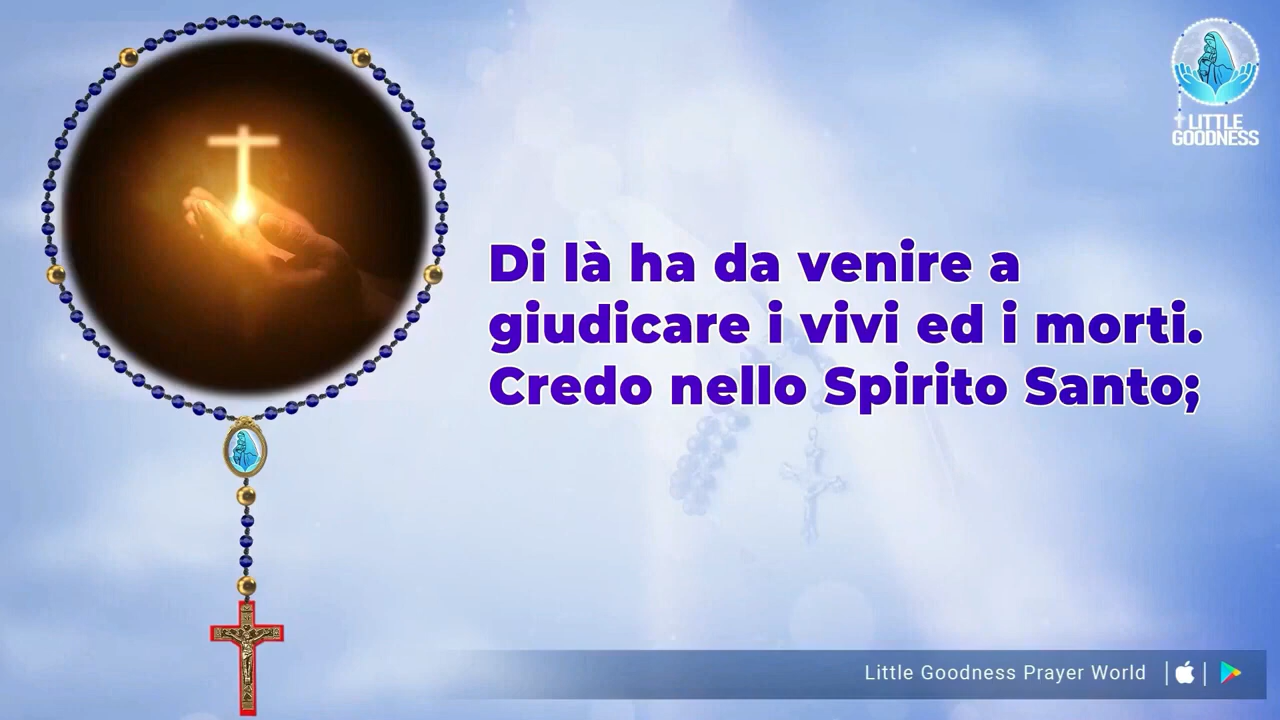 LITTLE
GOODNESS
Di là ha da venire a
giudicare i vivi ed i morti.
Credo nello Spirito Santo;
Little Goodness Prayer World